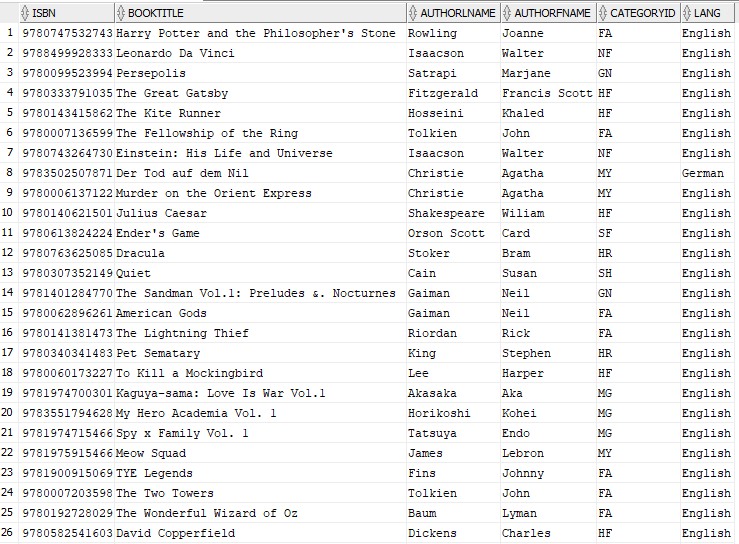 ISBN BOOKTITLE AUTHORLNAME AUTHORFNAME CATEGORYID LANG
1 9780747532743 Harry Potter and the Philosopher's Stone Rowling Joanne FA English
2 9788499928333 Leonardo Da Vinci Isaacson Walter NF English
3 9780099523994 Persepolis Satrapi Marjane GN English
4 9780333791035 The Great Gatsby Fitzgerald Francis Scott HF English
5 9780143415862 The Kite Runner Hosseini Khaled HF English
6 9780007136599 The Fellowship of the Ring Tolkien John FA English
7 9780743264730 Einstein: His Life and Universe Isaacson Walter NF English
8 9783502507871 Der Tod auf dem Nil Christie Agatha MY German
9 9780006137122 Murder on the Orient Express Christie Agatha MY English
10 9780140621501 Julius Caesar Shakespeare Wiliam HF English
11 9780613824224 Ender's Game Orson Scott Card SF English
12 9780763625085 Dracula Stoker Bram HR English
13 9780307352149 Quiet Cain Susan SH English
14 9781401284770 The Sandman Vol.1: Preludes &. Nocturnes Gaiman Neil GN English
15 9780062896261 American Gods Gaiman Neil FA English
16 9780141381473 The Lightning Thief Riordan Rick FA English
17 9780340341483 Pet Sematary King Stephen HR English
18 9780060173227 To Kill a Mockingbird Lee Harper HF English
19 9781974700301 Kaguya-sama: Love Is War Vol.1 Akasaka Aka MG English
20 9783551794628 My Hero Academia Vol. 1 Horikoshi Kohei MG English
21 9781974715466 Spy x Family Vol. 1 Tatsuya Endo MG English
22 9781975915466 Meow Squad James Lebron MY English
23 9781900915069 TYE Legends Fins Johnny FA English
24 9780007203598 The Two Towers Tolkien John FA English
25 9780192728029 The Wonderful Wizard of Oz Baum Lyman FA English
26 9780582541603 David Copperfield Dickens Charles HF English